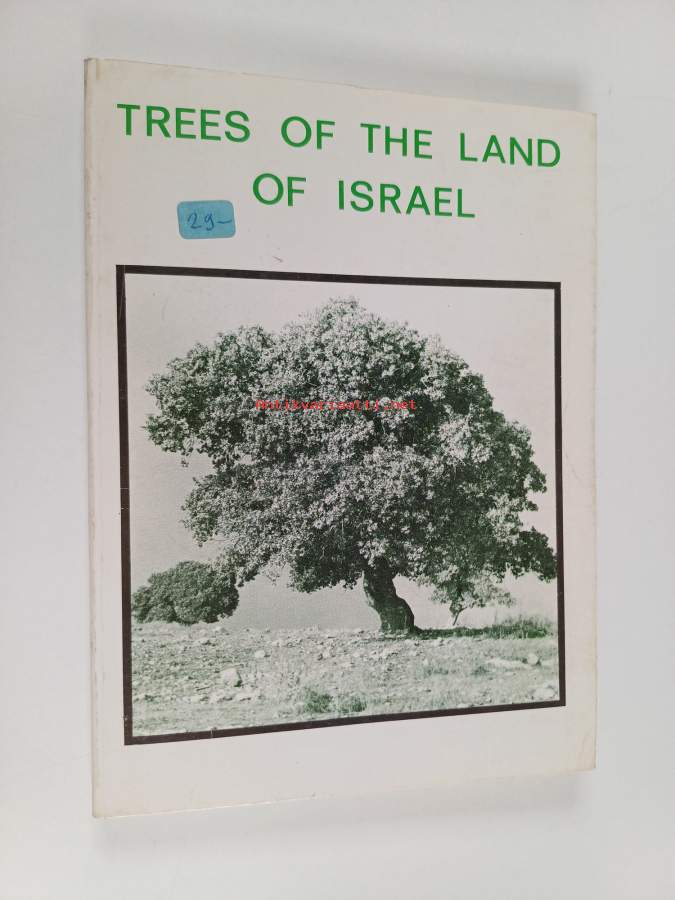 TREES OF THE LAND
OF ISRAEL
29-
Antikvariaatti.net